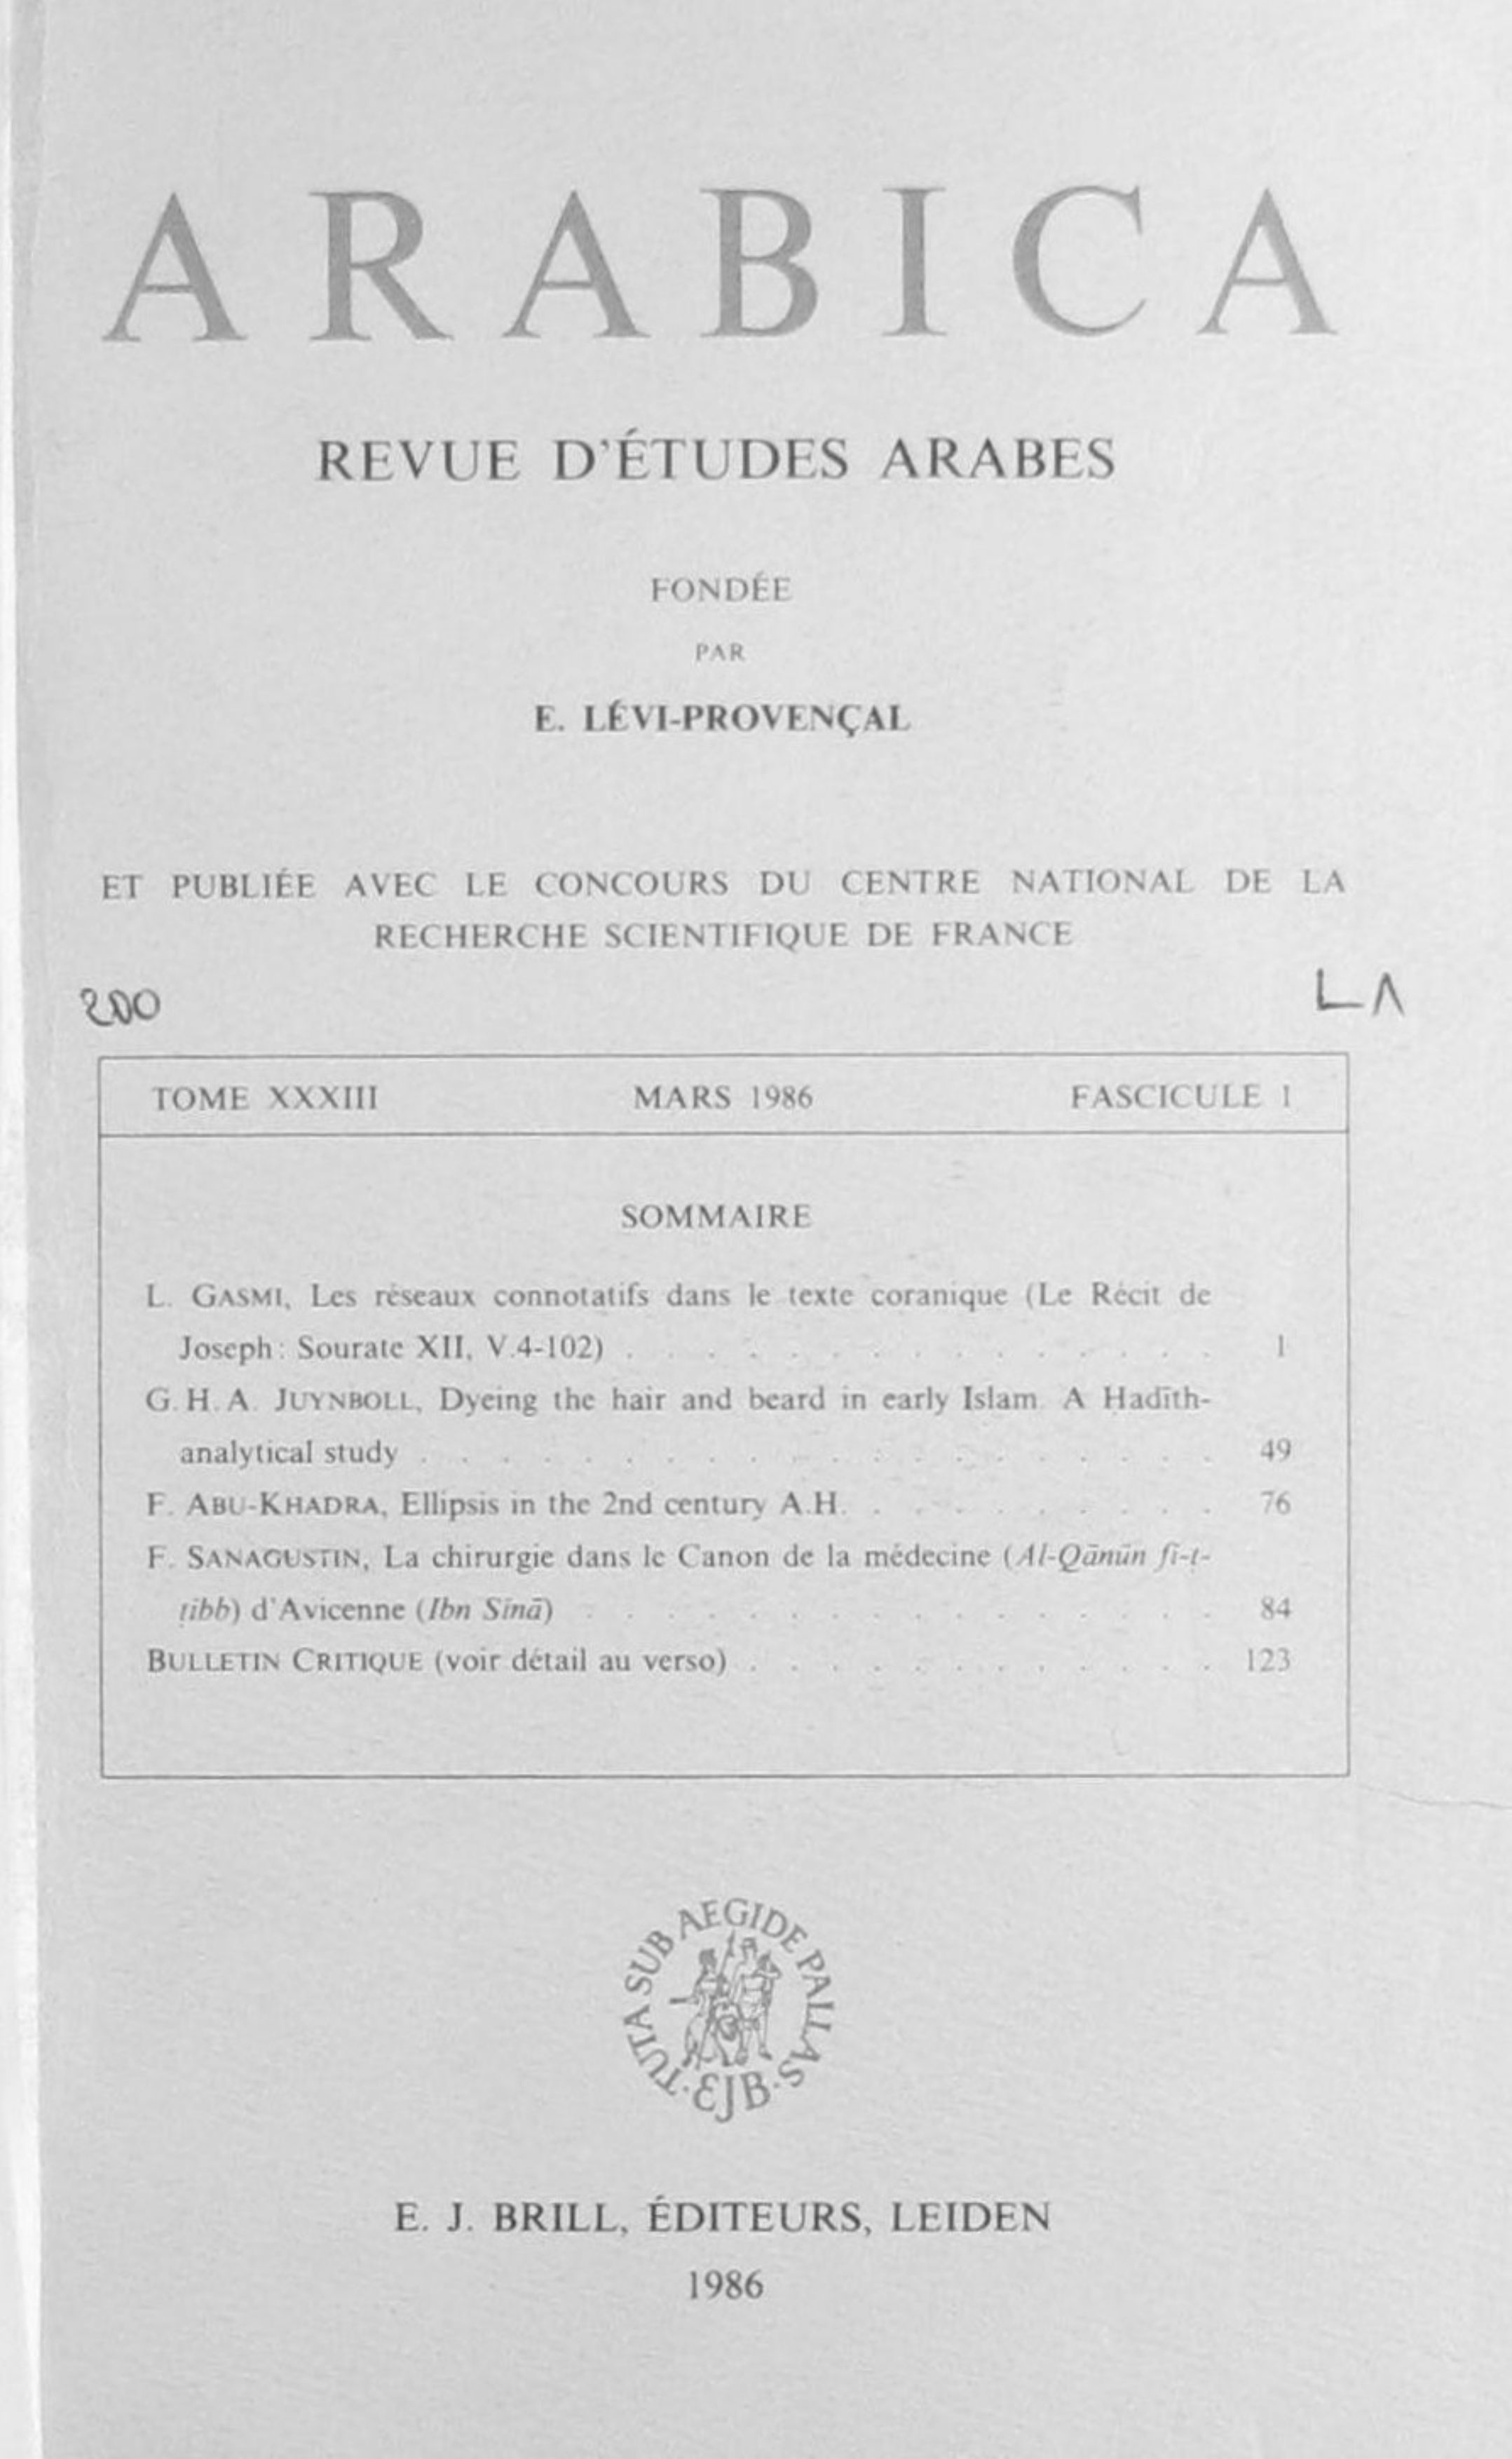 ARABICA
REVUE D'ÉTUDES ARABES
FONDÉE
PAR
E. LÉVI-PROVENÇAL
ET PUBLIÉE AVEC LE CONCOURS DU CENTRE NATIONAL DE LA
RECHERCHE SCIENTIFIQUE DE FRANCE
200
TOME XXXIII MARS 1986 FASCICULE 1
SOMMAIRE
L. GASMI, Les réseaux connotatifs dans le texte coranique (Le Récit de
Joseph: Sourate XII, V.4-102) . . . . . . . . . . . . . . . 1
G.H.A. JUYNBOLL, Dyeing the hair and beard in early Islam. A Hadīth-
analytical study . . . . . . . . . . . . . . . . . . . . 49
F. ABU-KHADRA, Ellipsis in the 2nd century A.H. . . . . . . . . . 76
F. SANAGUSTIN, La chirurgie dans le Canon de la médecine (Al-Qānūn fī-ṭ-
ṭibb) d'Avicenne (Ibn Sīnā) . . . . . . . . . . . . . . . . 84
BULLETIN CRITIQUE (voir détail au verso) . . . . . . . . . . . . 123
TUTA SUB AEGIDE PALLAS
EJB
E. J. BRILL, ÉDITEURS, LEIDEN
1986